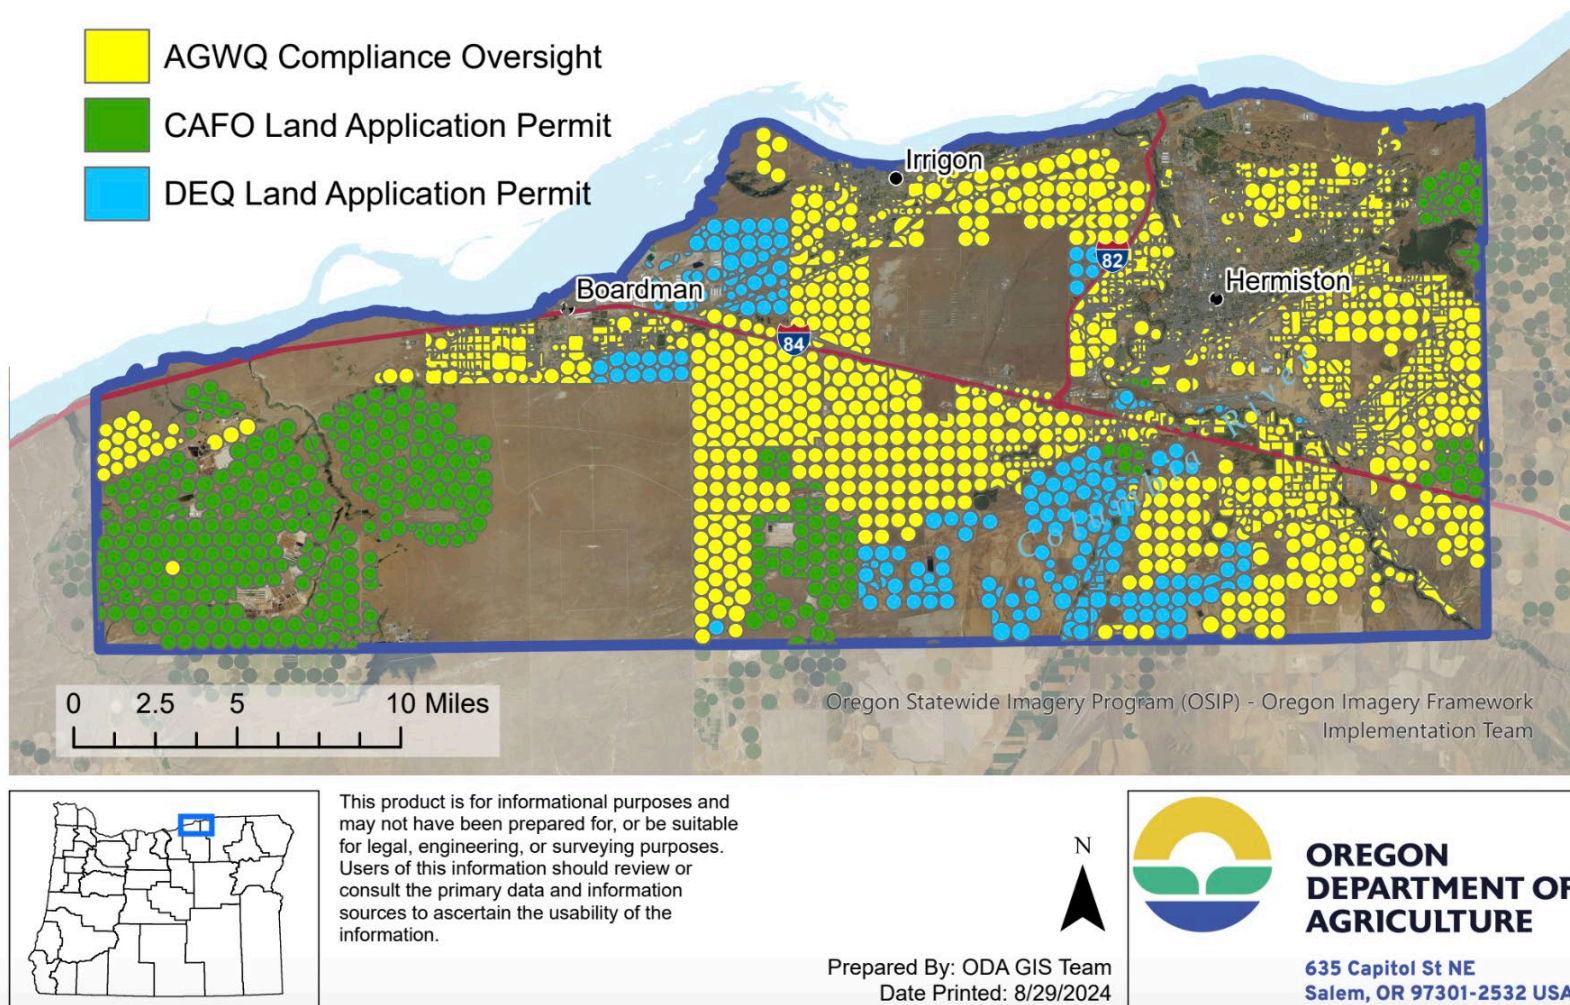 AGWQ Compliance Oversight
CAFO Land Application Permit
DEQ Land Application Permit
Irrigon
82
Boardman
Hermiston
84
Columbia River
0 2.5 5 10 Miles
Oregon Statewide Imagery Program (OSIP) - Oregon Imagery Framework
Implementation Team
This product is for informational purposes and
may not have been prepared for, or be suitable
for legal, engineering, or surveying purposes.
Users of this information should review or
consult the primary data and information
sources to ascertain the usability of the
information.
N
Prepared By: ODA GIS Team
Date Printed: 8/29/2024
OREGON
DEPARTMENT OF
AGRICULTURE
635 Capitol St NE
Salem, OR 97301-2532 USA